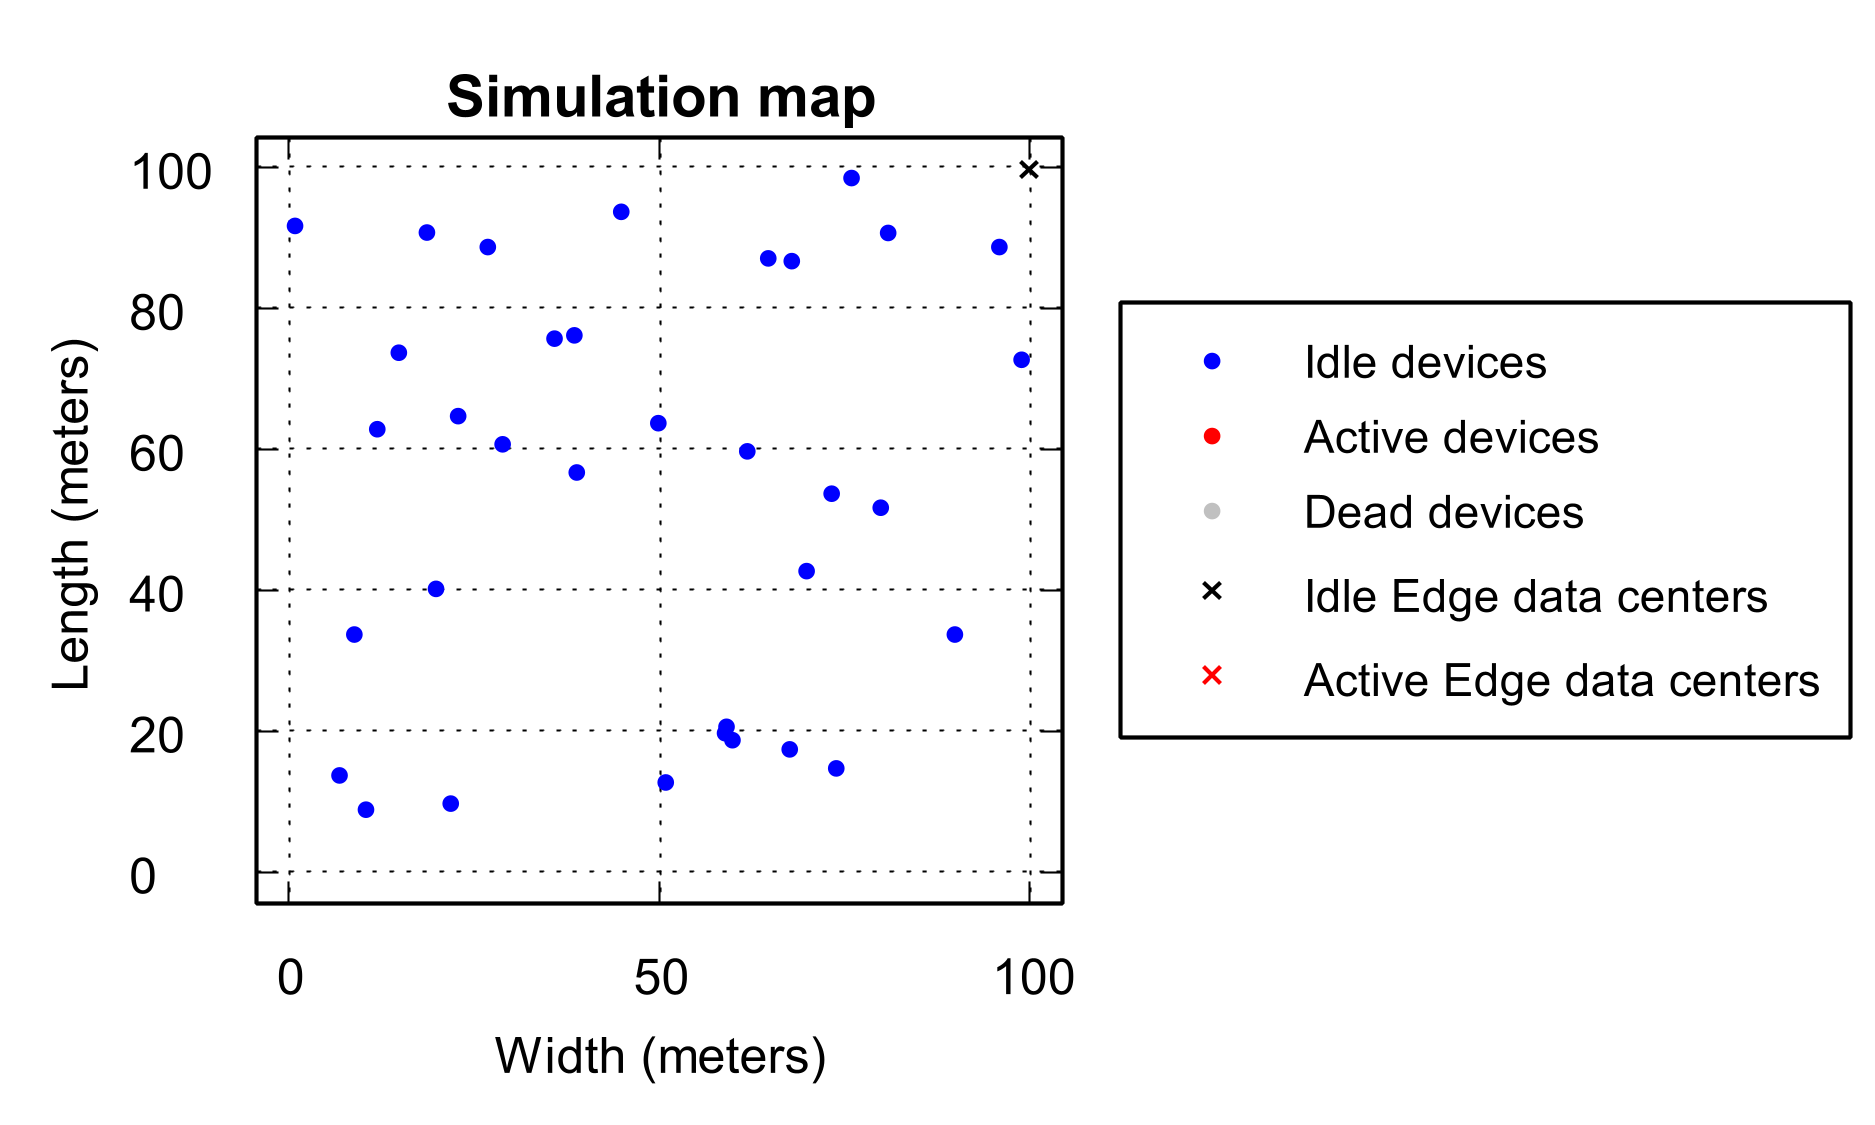 Simulation map
100
80
60
40
20
0
Length (meters)
0 50 100
Width (meters)
Idle devices
Active devices
Dead devices
Idle Edge data centers
Active Edge data centers